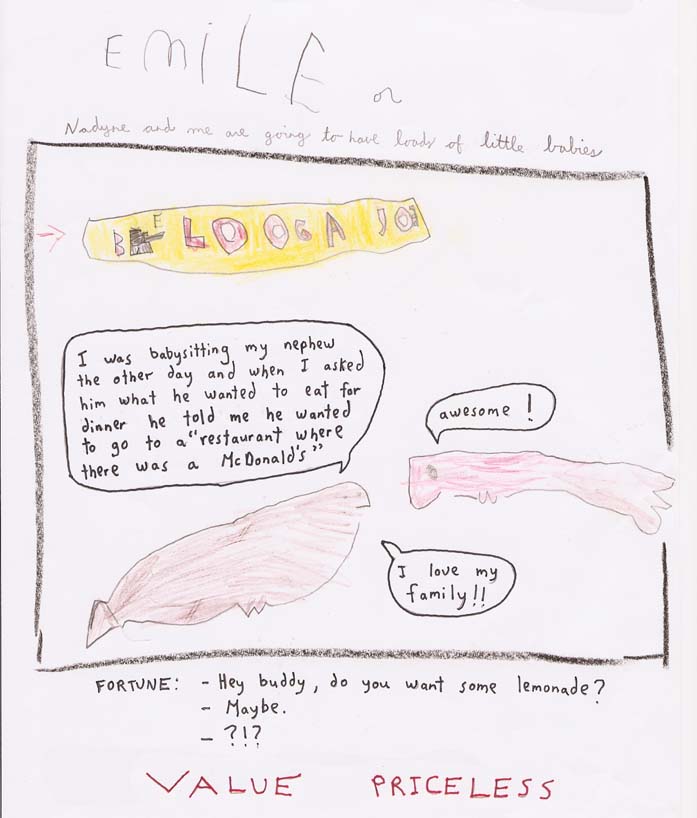 EMILE or
Nadyne and me are going to have loads of little babies
BELOOGA JOE
I was babysitting my nephew
the other day and when I asked
him what he wanted to eat for
dinner he told me he wanted
to go to a "restaurant where
there was a McDonald's"
awesome !
I love my
family!!
FORTUNE: - Hey buddy, do you want some lemonade?
- Maybe.
- ?!?
VALUE PRICELESS